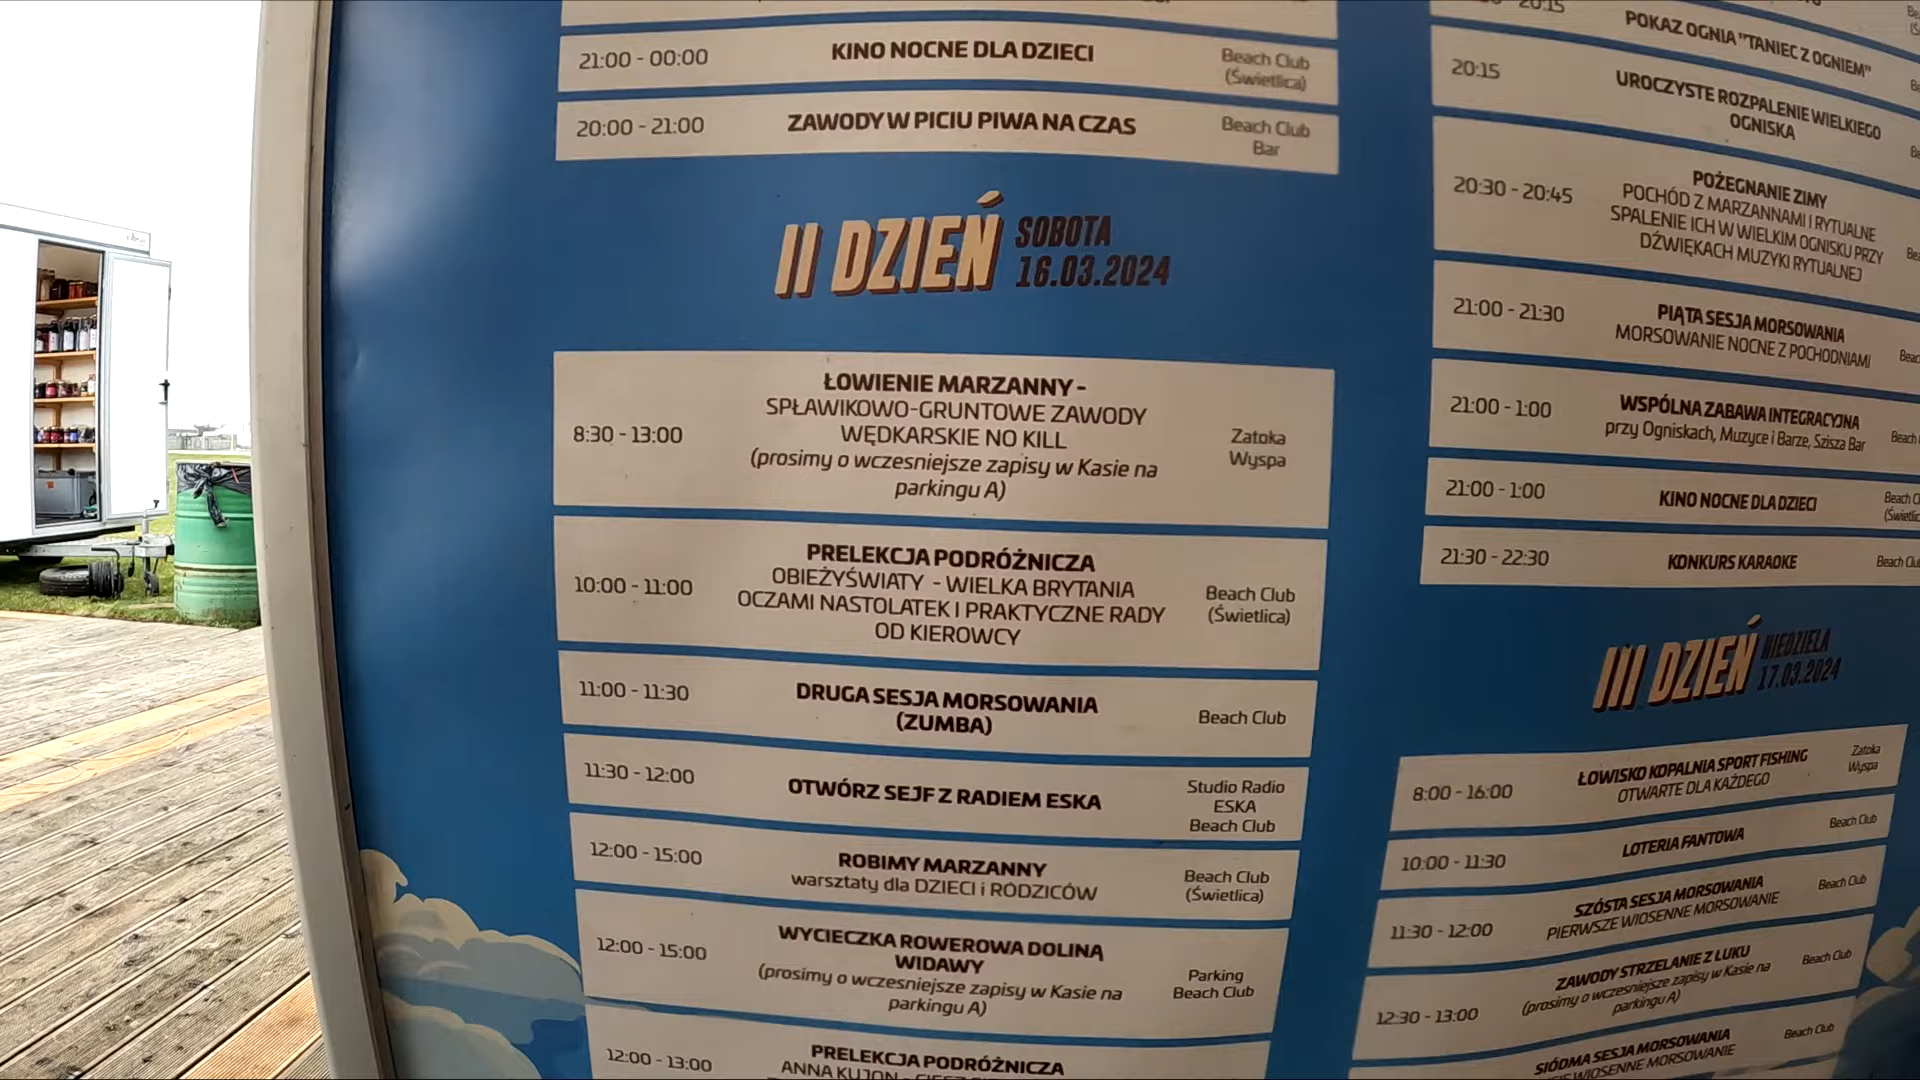 21:00 - 00:00
KINO NOCNE DLA DZIECI
Beach Club
(Świetlica)
20:00 - 21:00
ZAWODY W PICIU PIWA NA CZAS
Beach Club
Bar
II DZIEŃ
SOBOTA
16.03.2024
8:30 - 13:00
ŁOWIENIE MARZANNY -
SPŁAWIKOWO-GRUNTOWE ZAWODY
WĘDKARSKIE NO KILL
(prosimy o wczesniejsze zapisy w Kasie na
parkingu A)
Zatoka
Wyspa
10:00 - 11:00
PRELEKCJA PODRÓŻNICZA
OBIEŻYŚWIATY - WIELKA BRYTANIA
OCZAMI NASTOLATEK I PRAKTYCZNE RADY
OD KIEROWCY
Beach Club
(Świetlica)
11:00 - 11:30
DRUGA SESJA MORSOWANIA
(ZUMBA)
Beach Club
11:30 - 12:00
OTWÓRZ SEJF Z RADIEM ESKA
Studio Radio
ESKA
Beach Club
12:00 - 15:00
ROBIMY MARZANNY
warsztaty dla DZIECI i RODZICÓW
Beach Club
(Świetlica)
12:00 - 15:00
WYCIECZKA ROWEROWA DOLINĄ
WIDAWY
(prosimy o wczesniejsze zapisy w Kasie na
parkingu A)
Parking
Beach Club
12:00 - 13:00
PRELEKCJA PODRÓŻNICZA
20:15
POKAZ OGNIA "TANIEC Z OGNIEM"
20:15
UROCZYSTE ROZPALENIE WIELKIEGO
OGNISKA
20:30 - 20:45
POŻEGNANIE ZIMY
POCHÓD Z MARZANNAMI I RYTUALNE
SPALENIE ICH W WIELKIM OGNISKU PRZY
DŹWIĘKACH MUZYKI RYTUALNEJ
21:00 - 21:30
PIĄTA SESJA MORSOWANIA
MORSOWANIE NOCNE Z POCHODNIAMI
21:00 - 1:00
WSPÓLNA ZABAWA INTEGRACYJNA
przy Ogniskach, Muzyce i Barze, Szisza Bar
Beach
21:00 - 1:00
KINO NOCNE DLA DZIECI
Beach
21:30 - 22:30
KONKURS KARAOKE
Beach
III DZIEŃ
NIEDZIELA
17.03.2024
8:00 - 16:00
ŁOWISKO KOPALNIA SPORT FISHING
OTWARTE DLA KAŻDEGO
Zatoka
Wyspa
10:00 - 11:30
LOTERIA FANTOWA
Beach Club
11:30 - 12:00
SZÓSTA SESJA MORSOWANIA
PIERWSZE WIOSENNE MORSOWANIE
Beach Club
12:30 - 13:00
ZAWODY STRZELANIE Z ŁUKU
(prosimy o wczesniejsze zapisy w Kasie na
parkingu A)
Beach Club
SIÓDMA SESJA MORSOWANIA
WIOSENNE MORSOWANIE
Beach Club